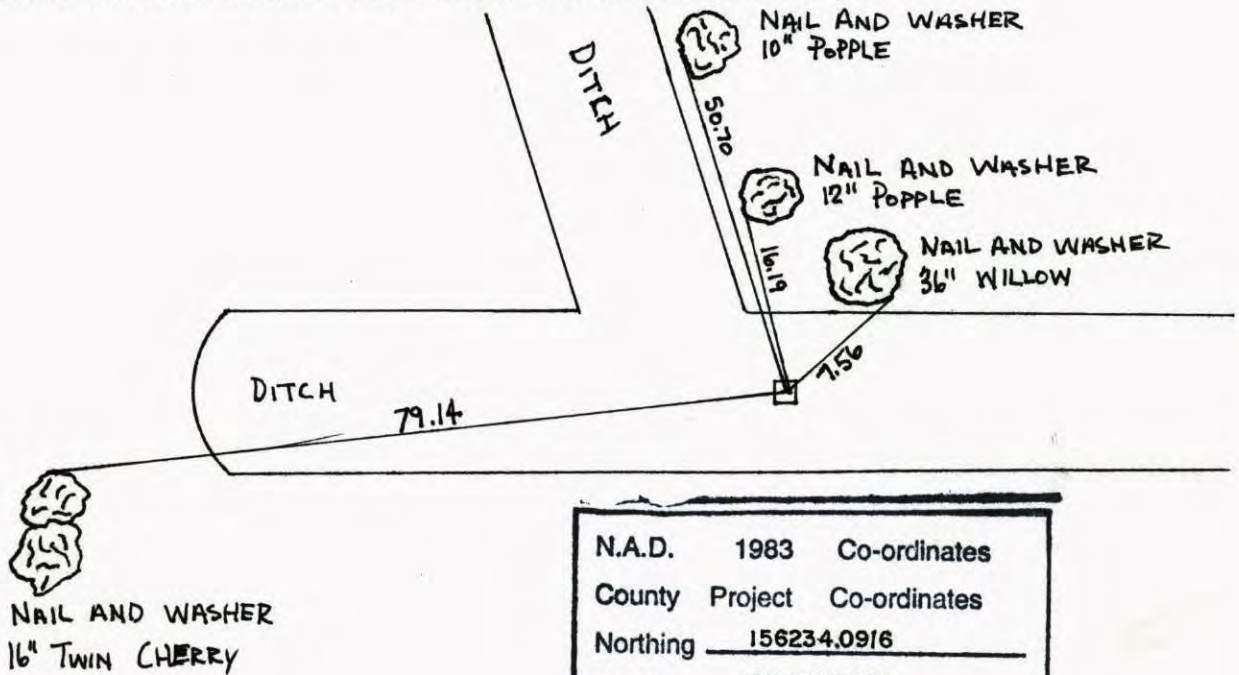 NAIL AND WASHER
10" POPPLE
DITCH
50.70
NAIL AND WASHER
12" POPPLE
16.19
NAIL AND WASHER
36" WILLOW
7.56
DITCH
79.14
NAIL AND WASHER
16" TWIN CHERRY
N.A.D. 1983 Co-ordinates
County Project Co-ordinates
Northing 156234.0916